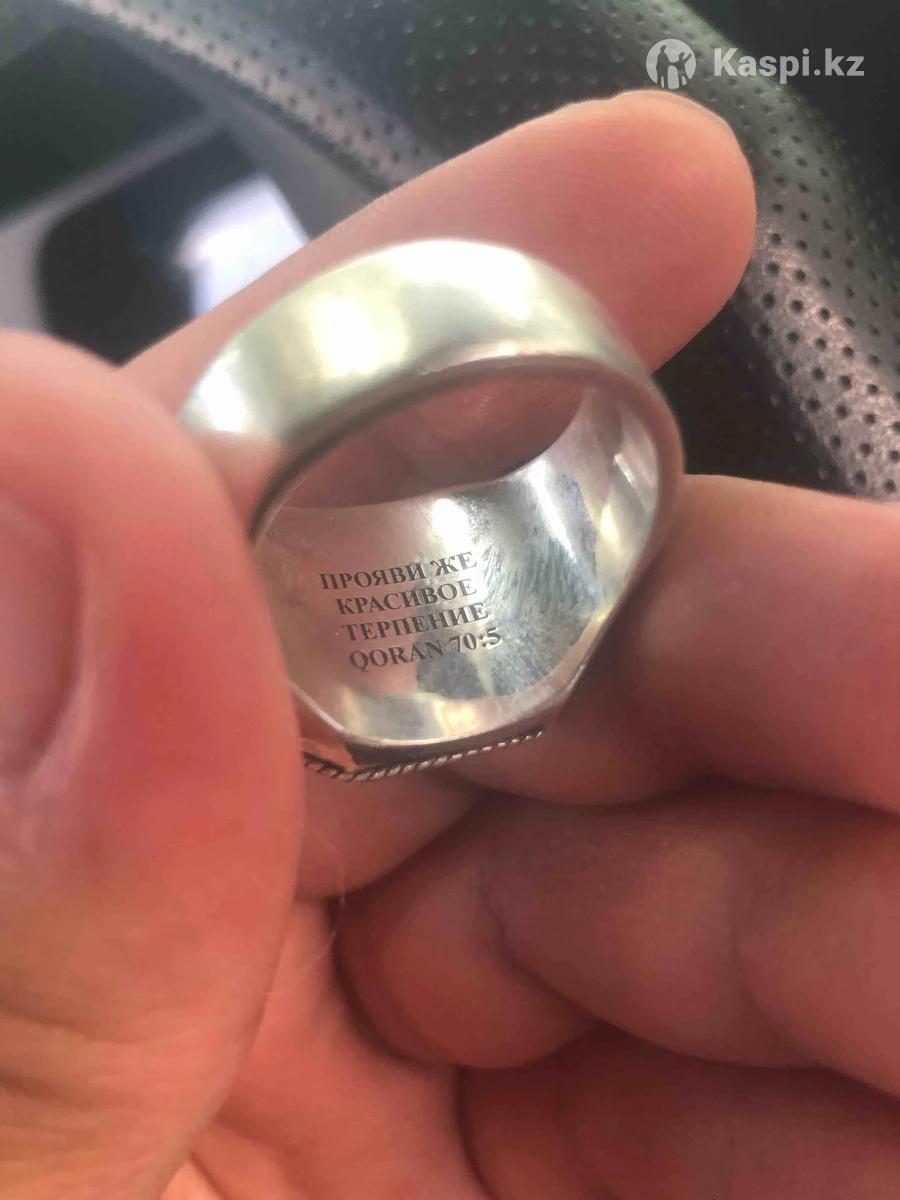 Kaspi.kz
ПРОЯВИ ЖЕ
КРАСИВОЕ
ТЕРПЕНИЕ
QORAN 70:5